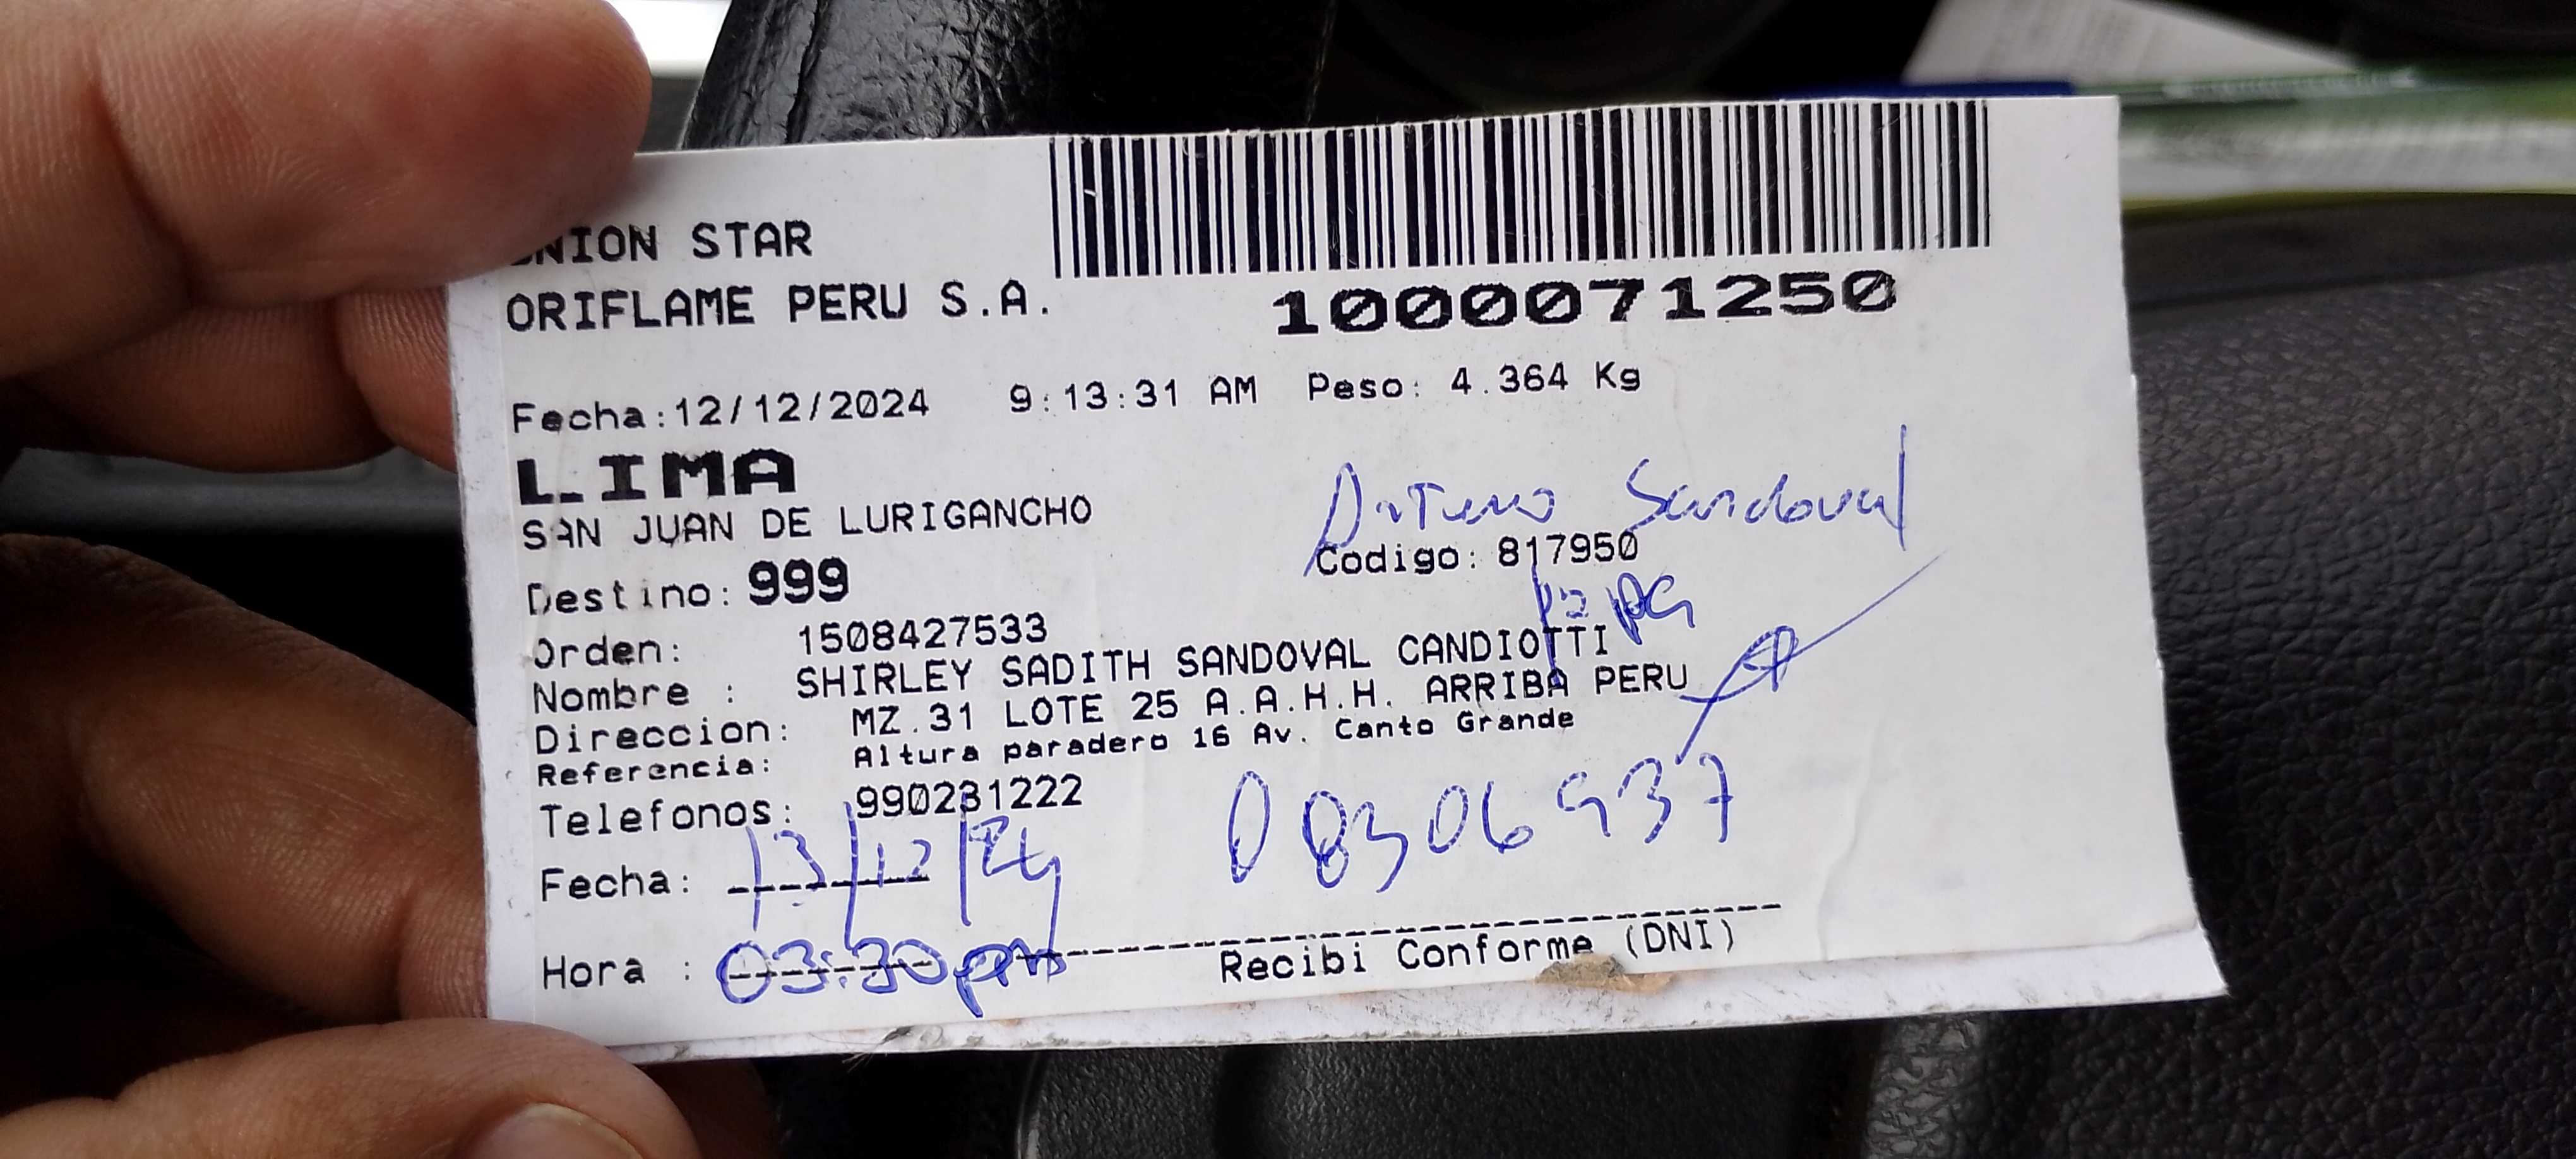 UNION STAR
ORIFLAME PERU S.A.
1000071250
Fecha:12/12/2024 9:13:31 AM Peso: 4.364 Kg
LIMA
SAN JUAN DE LURIGANCHO
Arturo Sandoval
Codigo: 817950
Destino: 999
Orden: 1508427533
Nombre : SHIRLEY SADITH SANDOVAL CANDIOTTI
Direccion: MZ.31 LOTE 25 A.A.H.H. ARRIBA PERU
Referencia: Altura paradero 16 Av. Canto Grande
Telefonos: 990231222
08306937
Fecha: 13/12/24
Hora : 03:30pm
Recibi Conforme (DNI)